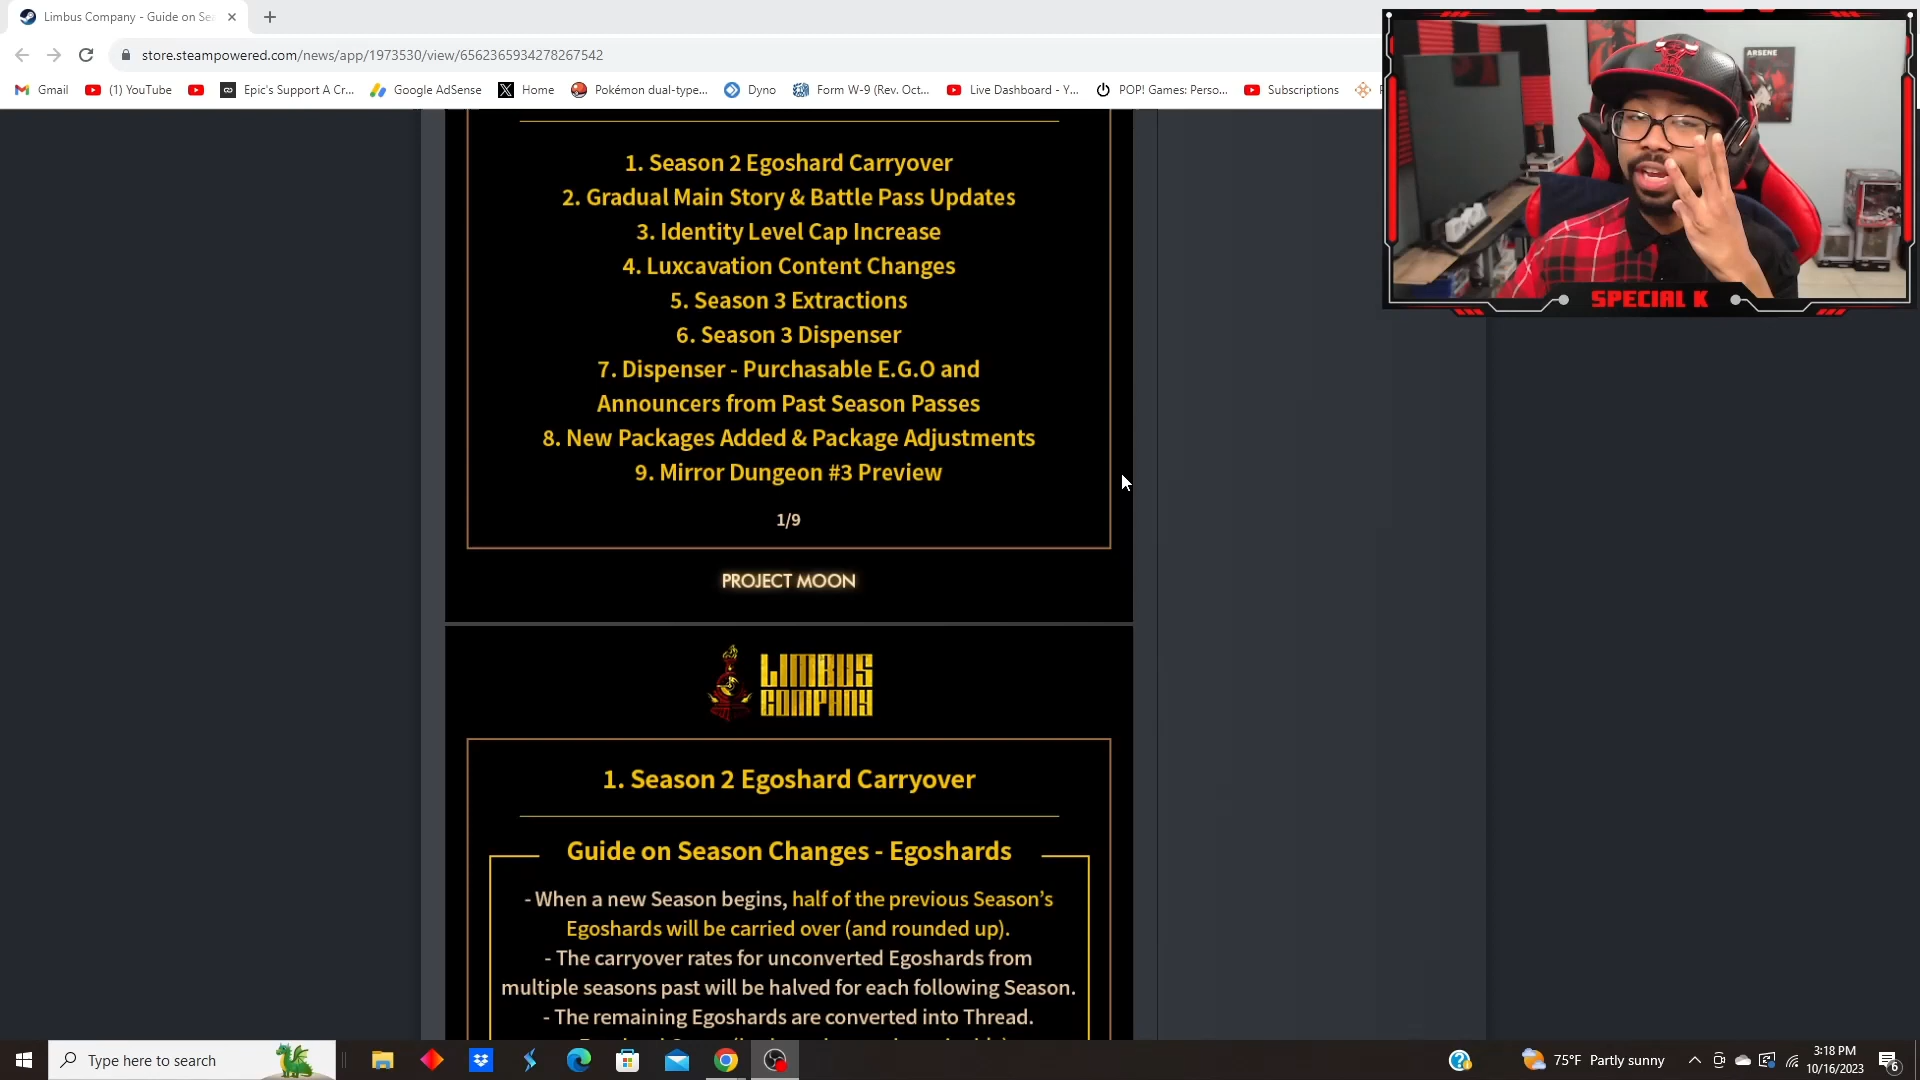 Limbus Company - Guide on Se
store.steampowered.com/news/app/1973530/view/6562365934278267542
Gmail
(1) YouTube
Epic's Support A Cr...
Google AdSense
Home
Pokémon dual-type...
Dyno
Form W-9 (Rev. Oct...
Live Dashboard - Y...
POP! Games: Perso...
Subscriptions
ARSENE
SPECIAL K
1. Season 2 Egoshard Carryover
2. Gradual Main Story & Battle Pass Updates
3. Identity Level Cap Increase
4. Luxcavation Content Changes
5. Season 3 Extractions
6. Season 3 Dispenser
7. Dispenser - Purchasable E.G.O and
Announcers from Past Season Passes
8. New Packages Added & Package Adjustments
9. Mirror Dungeon #3 Preview
1/9
PROJECT MOON
LIMBUS
COMPANY
1. Season 2 Egoshard Carryover
Guide on Season Changes - Egoshards
- When a new Season begins, half of the previous Season's
Egoshards will be carried over (and rounded up).
- The carryover rates for unconverted Egoshards from
multiple seasons past will be halved for each following Season.
- The remaining Egoshards are converted into Thread.
Type here to search
75°F Partly sunny
3:18 PM
10/16/2023
6